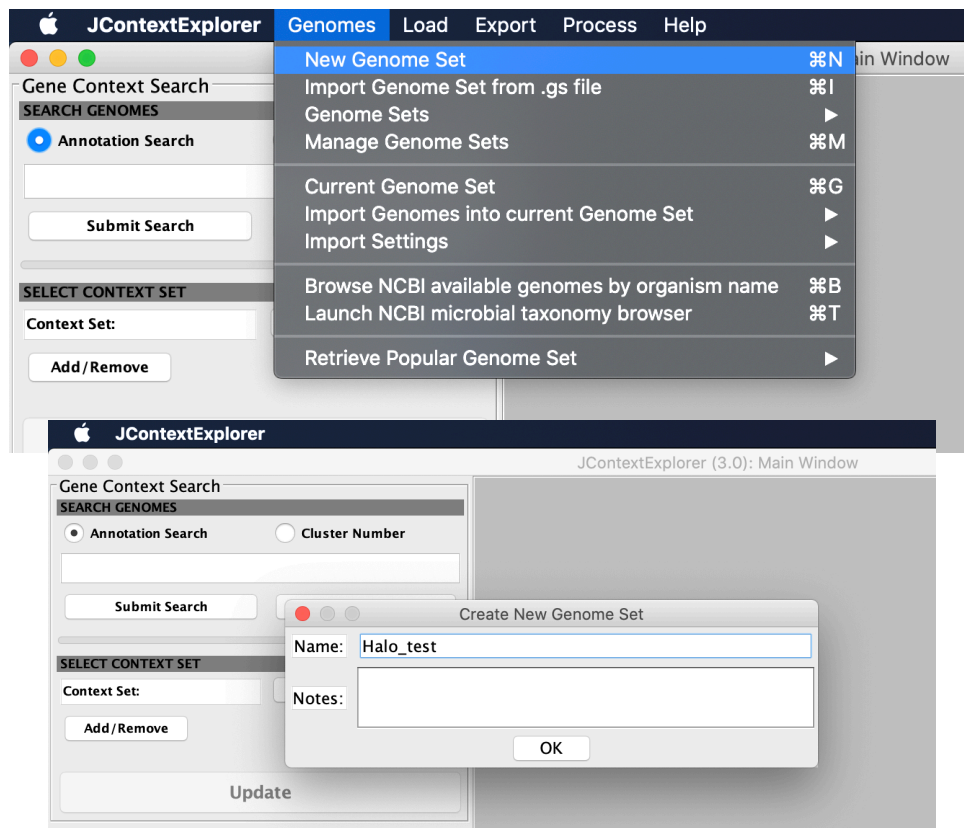 JContextExplorer Genomes Load Export Process Help
in Window
New Genome Set ⌘N
Import Genome Set from .gs file ⌘I
Genome Sets ▶
Manage Genome Sets ⌘M
Current Genome Set ⌘G
Import Genomes into current Genome Set ▶
Import Settings ▶
Browse NCBI available genomes by organism name ⌘B
Launch NCBI microbial taxonomy browser ⌘T
Retrieve Popular Genome Set ▶
Gene Context Search
SEARCH GENOMES
Annotation Search
Submit Search
SELECT CONTEXT SET
Context Set:
Add/Remove
JContextExplorer
JContextExplorer (3.0): Main Window
Gene Context Search
SEARCH GENOMES
Annotation Search Cluster Number
Submit Search
SELECT CONTEXT SET
Context Set:
Add/Remove
Update
Create New Genome Set
Name: Halo_test
Notes:
OK